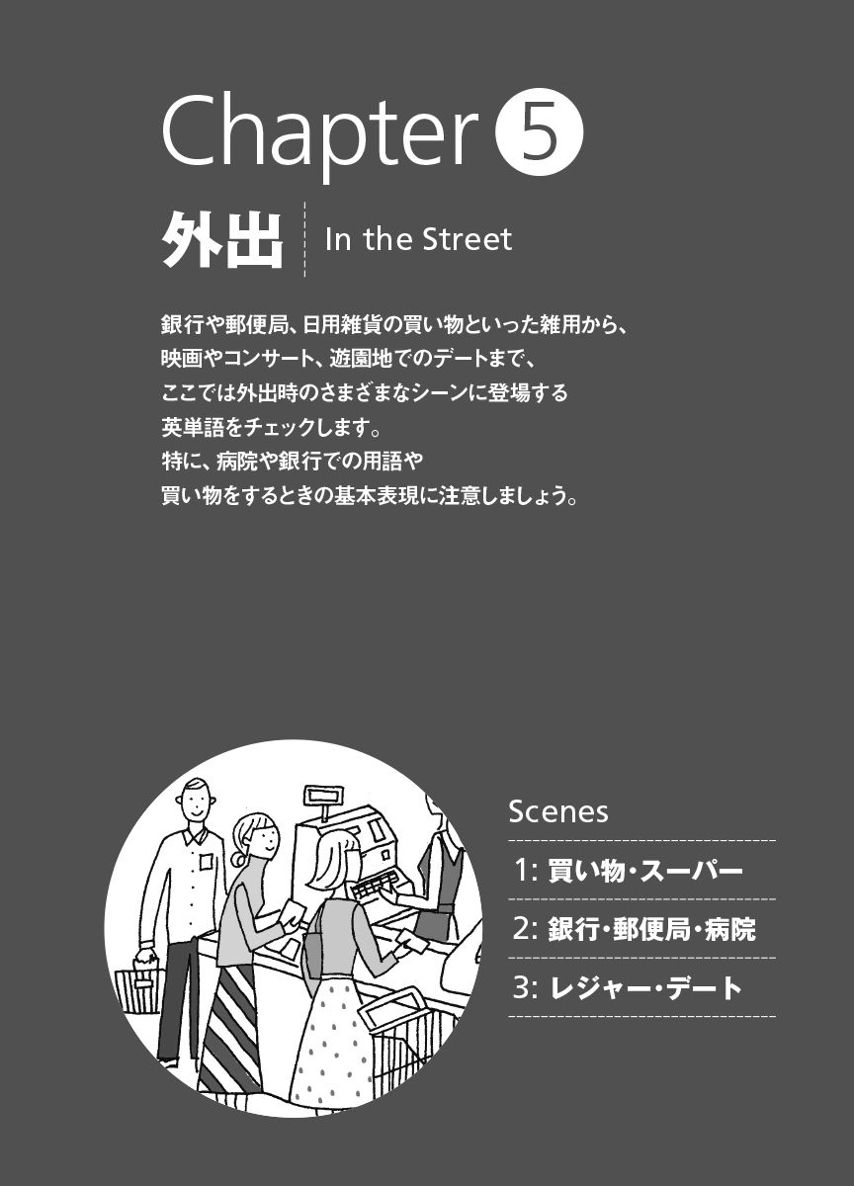 Chapter 5
外出 In the Street
銀行や郵便局、日用雑貨の買い物といった雑用から、
映画やコンサート、遊園地でのデートまで、
ここでは外出時のさまざまなシーンに登場する
英単語をチェックします。
特に、病院や銀行での用語や
買い物をするときの基本表現に注意しましょう。
Scenes
1: 買い物・スーパー
2: 銀行・郵便局・病院
3: レジャー・デート